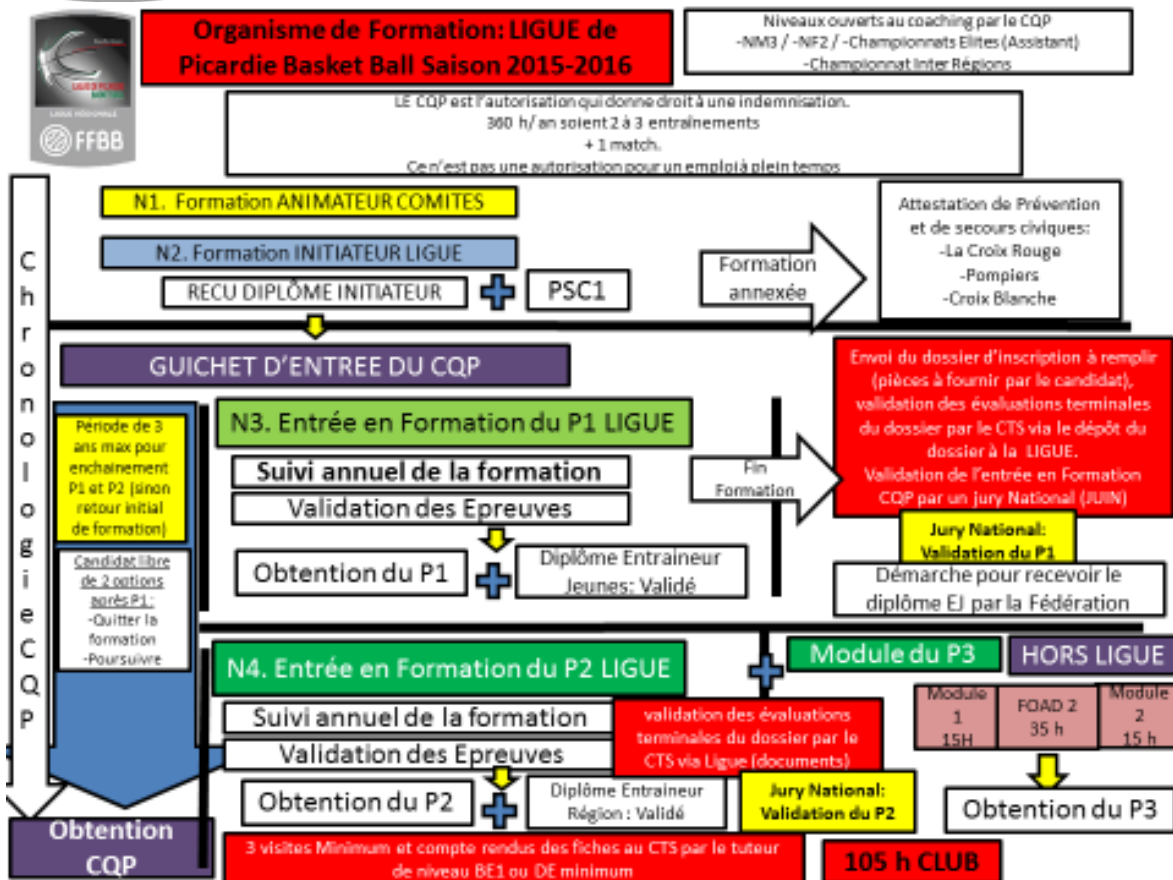 Organisme de Formation: LIGUE de
Picardie Basket Ball Saison 2015-2016
Niveaux ouverts au coaching par le CQP
-NM3 / -NF2 / -Championnats Elites (Assistant)
-Championnat Inter Régions
FFBB
LE CQP est l'autorisation qui donne droit à une indemnisation.
360 h/ an soient 2 à 3 entraînements
+ 1 match.
Ce n'est pas une autorisation pour un emploi à plein temps
Chronologie CQP
N1. Formation ANIMATEUR COMITES
N2. Formation INITIATEUR LIGUE
RECU DIPLÔME INITIATEUR
PSC1
Formation
annexée
Attestation de Prévention
et de secours civiques:
-La Croix Rouge
-Pompiers
-Croix Blanche
GUICHET D'ENTREE DU CQP
Période de 3
ans max pour
enchainement
P1 et P2 (sinon
retour initial
de formation)
Candidat libre
de 2 options
après P1 :
-Quitter la
formation
-Poursuivre
N3. Entrée en Formation du P1 LIGUE
Suivi annuel de la formation
Validation des Epreuves
Obtention du P1
Diplôme Entraineur
Jeunes: Validé
Fin
Formation
Envoi du dossier d'inscription à remplir
(pièces à fournir par le candidat),
validation des évaluations terminales
du dossier par le CTS via le dépôt du
dossier à la LIGUE.
Validation de l'entrée en Formation
CQP par un jury National (JUIN)
Jury National:
Validation du P1
Démarche pour recevoir le
diplôme EJ par la Fédération
N4. Entrée en Formation du P2 LIGUE
Suivi annuel de la formation
Validation des Epreuves
Obtention du P2
Diplôme Entraineur
Région : Validé
validation des évaluations
terminales du dossier par le
CTS via Ligue (documents)
Jury National:
Validation du P2
Module du P3
HORS LIGUE
Module
1
15H
FOAD 2
35 h
Module
2
15 h
Obtention du P3
Obtention
CQP
3 visites Minimum et compte rendus des fiches au CTS par le tuteur
de niveau BE1 ou DE minimum
105 h CLUB